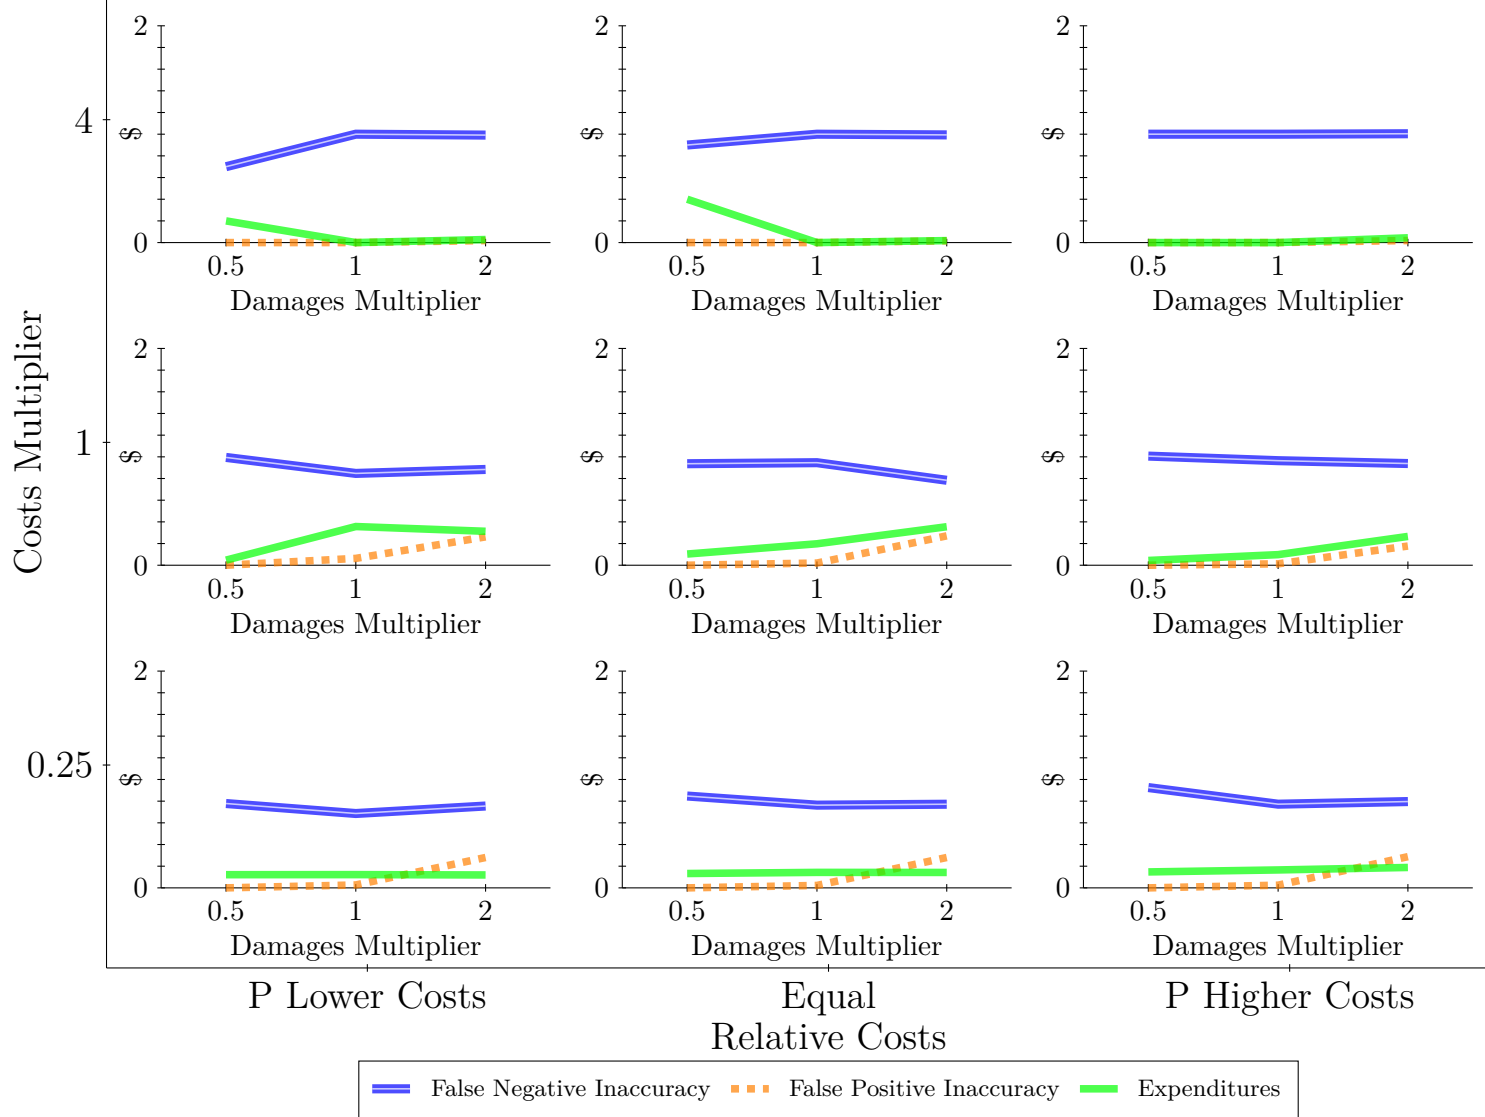 2 2 2
4 $ $ $
0 0 0
0.5 1 2 0.5 1 2 0.5 1 2
Damages Multiplier Damages Multiplier Damages Multiplier
Costs Multiplier
2 2 2
1 $ $ $
0 0 0
0.5 1 2 0.5 1 2 0.5 1 2
Damages Multiplier Damages Multiplier Damages Multiplier
2 2 2
0.25 $ $ $
0 0 0
0.5 1 2 0.5 1 2 0.5 1 2
Damages Multiplier Damages Multiplier Damages Multiplier
P Lower Costs Equal P Higher Costs
Relative Costs
False Negative Inaccuracy False Positive Inaccuracy Expenditures